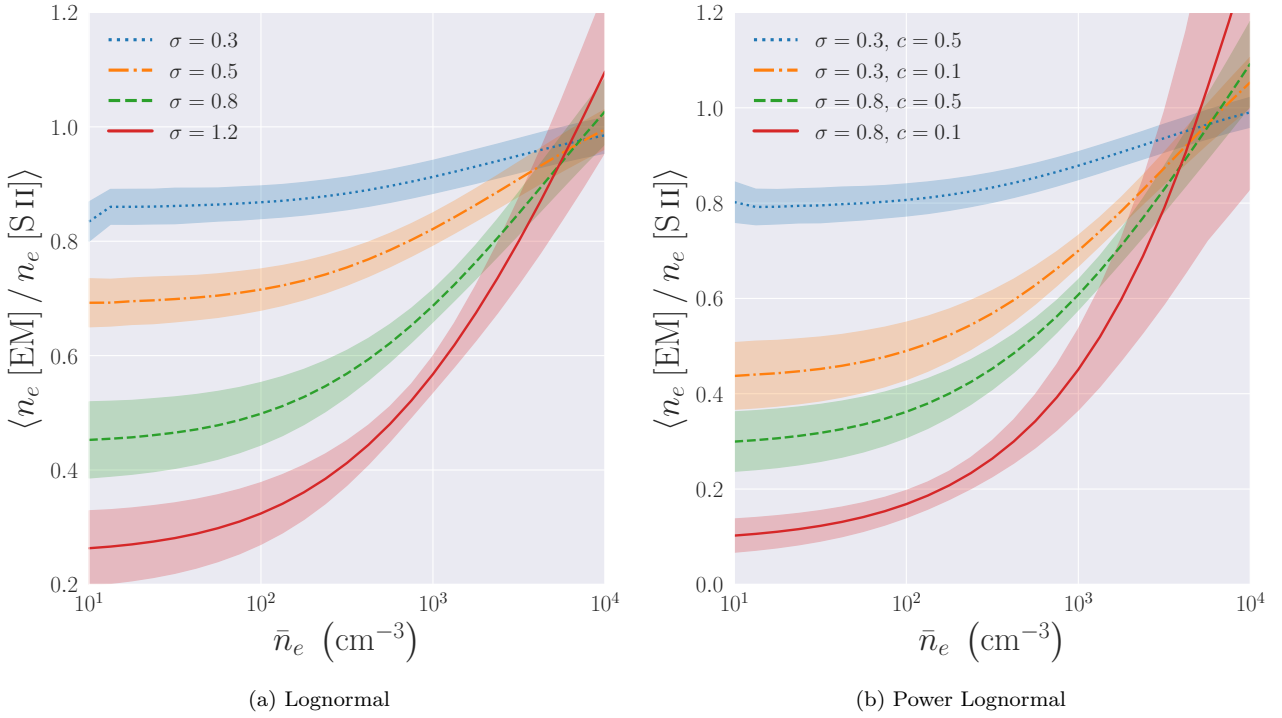 1.2
1.0
0.8
0.6
0.4
0.2
⟨n_e [EM] / n_e [S II]⟩
σ = 0.3
σ = 0.5
σ = 0.8
σ = 1.2
10^1
10^2
10^3
10^4
n̄_e (cm^−3)
(a) Lognormal
1.2
1.0
0.8
0.6
0.4
0.2
0.0
⟨n_e [EM] / n_e [S II]⟩
σ = 0.3, c = 0.5
σ = 0.3, c = 0.1
σ = 0.8, c = 0.5
σ = 0.8, c = 0.1
10^1
10^2
10^3
10^4
n̄_e (cm^−3)
(b) Power Lognormal